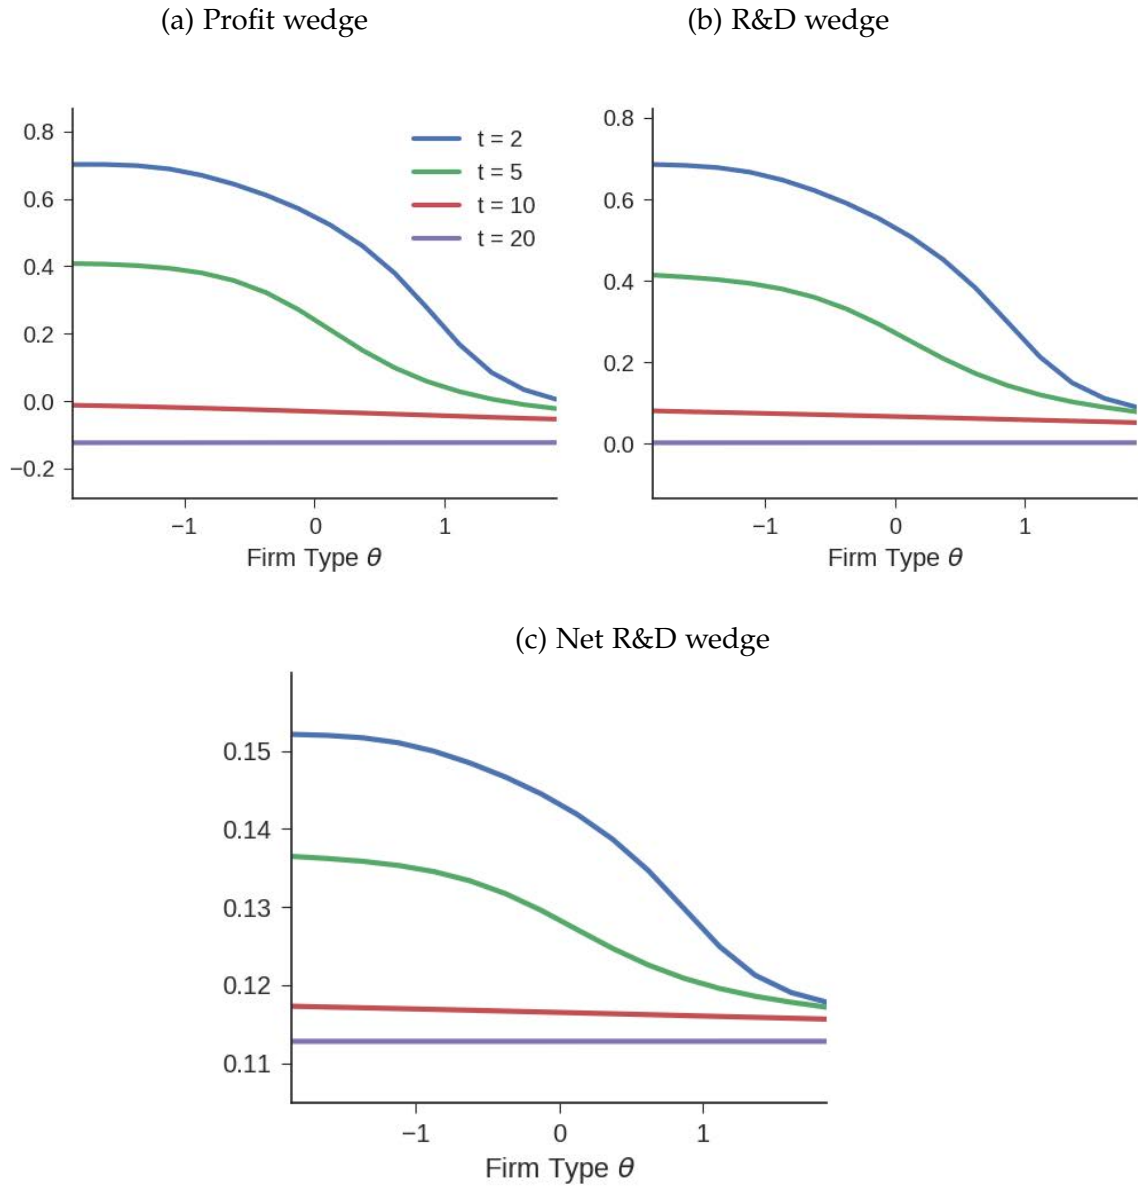 (a) Profit wedge
(b) R&D wedge
0.8
0.6
0.4
0.2
0.0
−0.2
t = 2
t = 5
t = 10
t = 20
−1
0
1
Firm Type θ
0.8
0.6
0.4
0.2
0.0
−1
0
1
Firm Type θ
(c) Net R&D wedge
0.15
0.14
0.13
0.12
0.11
−1
0
1
Firm Type θ